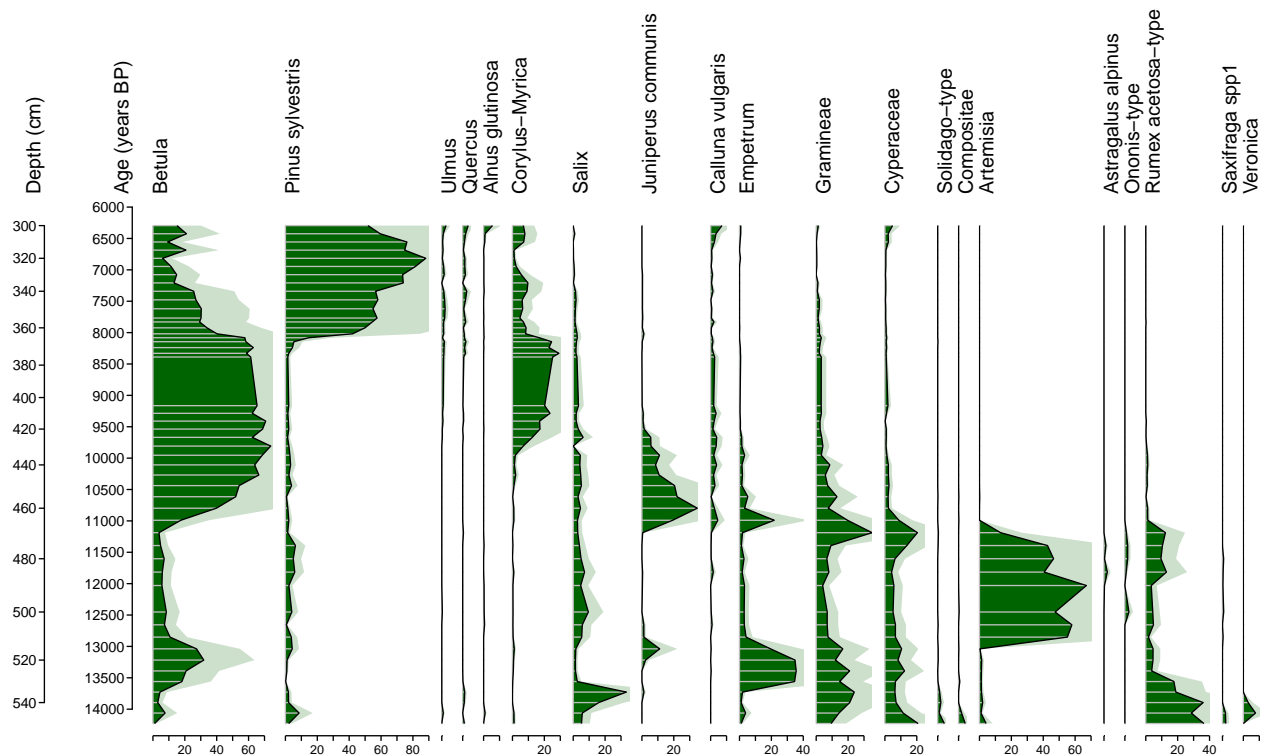 Depth (cm)
Age (years BP)
Betula
Pinus sylvestris
Ulmus
Quercus
Alnus glutinosa
Corylus−Myrica
Salix
Juniperus communis
Calluna vulgaris
Empetrum
Gramineae
Cyperaceae
Solidago−type
Compositae
Artemisia
Astragalus alpinus
Ononis−type
Rumex acetosa−type
Saxifraga spp1
Veronica
300
320
340
360
380
400
420
440
460
480
500
520
540
6000
6500
7000
7500
8000
8500
9000
9500
10000
10500
11000
11500
12000
12500
13000
13500
14000
20 40 60
20 40 60 80
20
20
20
20
20
20
20 40 60
20 40